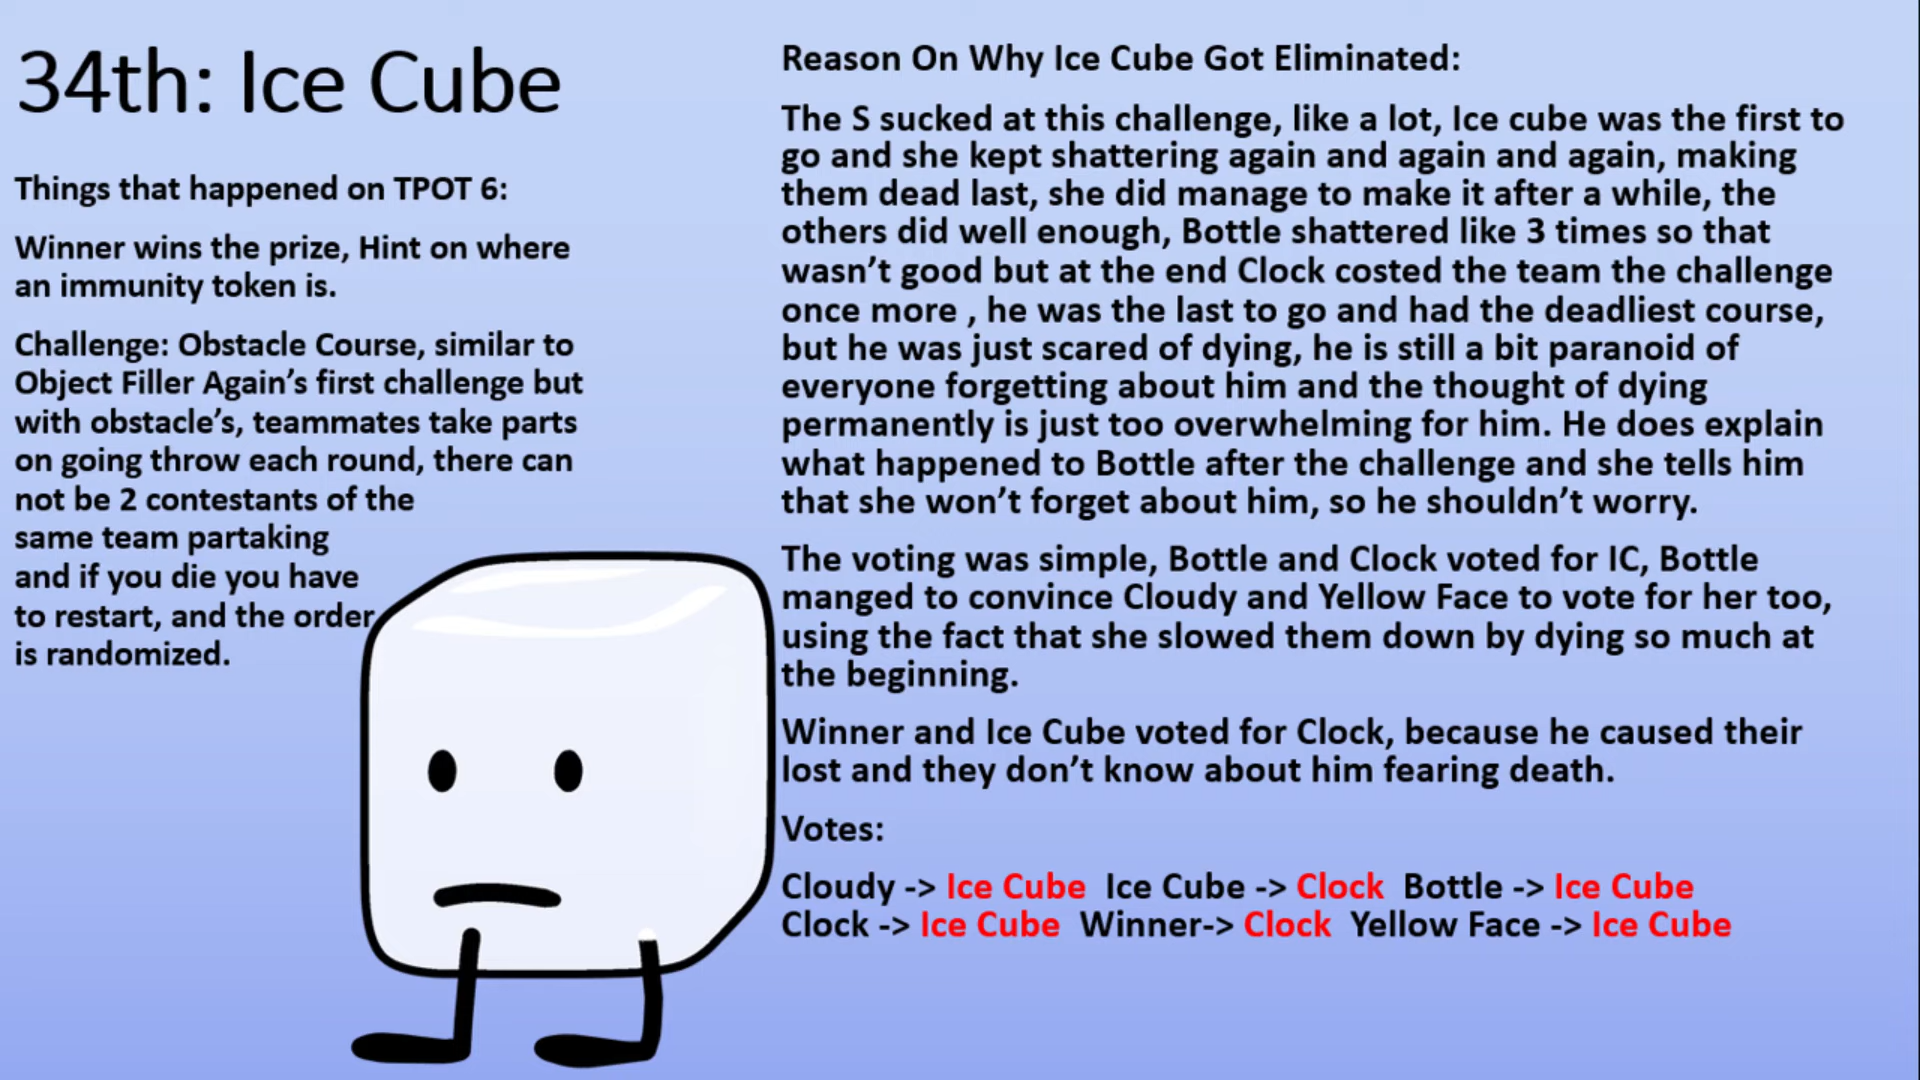 34th: Ice Cube
Things that happened on TPOT 6:
Winner wins the prize, Hint on where
an immunity token is.
Challenge: Obstacle Course, similar to
Object Filler Again’s first challenge but
with obstacle’s, teammates take parts
on going throw each round, there can
not be 2 contestants of the
same team partaking
and if you die you have
to restart, and the order
is randomized.
Reason On Why Ice Cube Got Eliminated:
The S sucked at this challenge, like a lot, Ice cube was the first to
go and she kept shattering again and again and again, making
them dead last, she did manage to make it after a while, the
others did well enough, Bottle shattered like 3 times so that
wasn’t good but at the end Clock costed the team the challenge
once more , he was the last to go and had the deadliest course,
but he was just scared of dying, he is still a bit paranoid of
everyone forgetting about him and the thought of dying
permanently is just too overwhelming for him. He does explain
what happened to Bottle after the challenge and she tells him
that she won’t forget about him, so he shouldn’t worry.
The voting was simple, Bottle and Clock voted for IC, Bottle
manged to convince Cloudy and Yellow Face to vote for her too,
using the fact that she slowed them down by dying so much at
the beginning.
Winner and Ice Cube voted for Clock, because he caused their
lost and they don’t know about him fearing death.
Votes:
Cloudy -> Ice Cube  Ice Cube -> Clock  Bottle -> Ice Cube
Clock -> Ice Cube  Winner-> Clock  Yellow Face -> Ice Cube